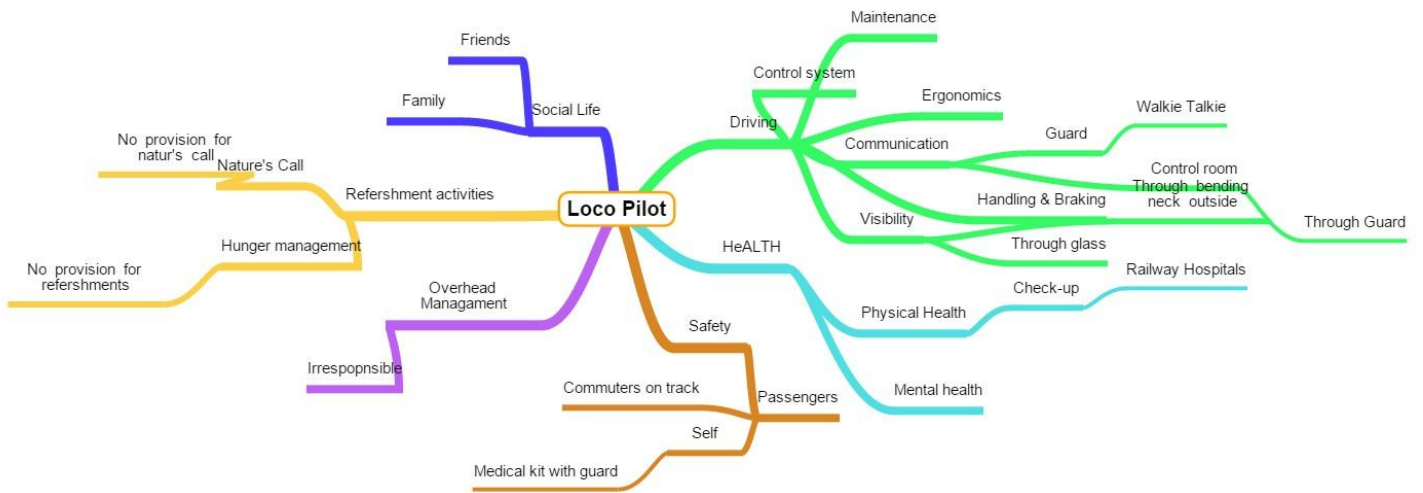 Maintenance
Friends
Control system
Family
Social Life
Ergonomics
Walkie Talkie
Driving
Guard
Communication
No provision for
natur's call
Nature's Call
Control room
Through bending
neck outside
Refershment activities
Loco Pilot
Handling & Braking
Visibility
Through Guard
Hunger management
HeALTH
Through glass
No provision for
refershments
Railway Hospitals
Overhead
Managament
Check-up
Physical Health
Safety
Irrespopnsible
Commuters on track
Passengers
Mental health
Self
Medical kit with guard